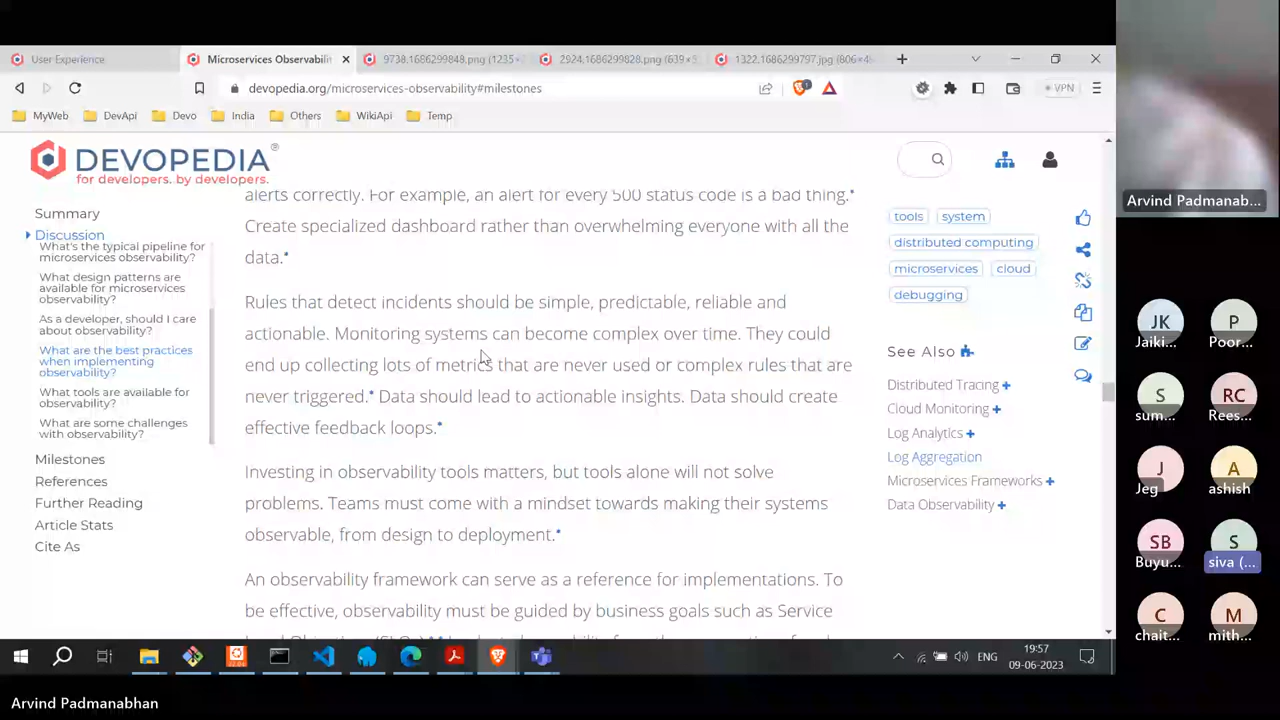 User Experience
Microservices Observabili
9738.1686299848.png (1235×
2924.1686299828.png (639×5
1322.1686299797.jpg (806×45
devopedia.org/microservices-observability#milestones
VPN
MyWeb
DevApi
Devo
India
Others
WikiApi
Temp
DEVOPEDIA®
for developers. by developers.
Summary
Discussion
What's the typical pipeline for
microservices observability?
What design patterns are
available for microservices
observability?
As a developer, should I care
about observability?
What are the best practices
when implementing
observability?
What tools are available for
observability?
What are some challenges
with observability?
Milestones
References
Further Reading
Article Stats
Cite As
alerts correctly. For example, an alert for every 500 status code is a bad thing.
Create specialized dashboard rather than overwhelming everyone with all the
data.
Rules that detect incidents should be simple, predictable, reliable and
actionable. Monitoring systems can become complex over time. They could
end up collecting lots of metrics that are never used or complex rules that are
never triggered. Data should lead to actionable insights. Data should create
effective feedback loops.
Investing in observability tools matters, but tools alone will not solve
problems. Teams must come with a mindset towards making their systems
observable, from design to deployment.
An observability framework can serve as a reference for implementations. To
be effective, observability must be guided by business goals such as Service
tools
system
distributed computing
microservices
cloud
debugging
See Also
Distributed Tracing
Cloud Monitoring
Log Analytics
Log Aggregation
Microservices Frameworks
Data Observability
ENG
19:57
09-06-2023
Arvind Padmanab...
JK
Jaiki...
P
Poor...
S
sum...
RC
Rees...
J
Jeg
A
ashish
SB
Buyu...
S
siva (...
C
chait...
M
mith...
Arvind Padmanabhan